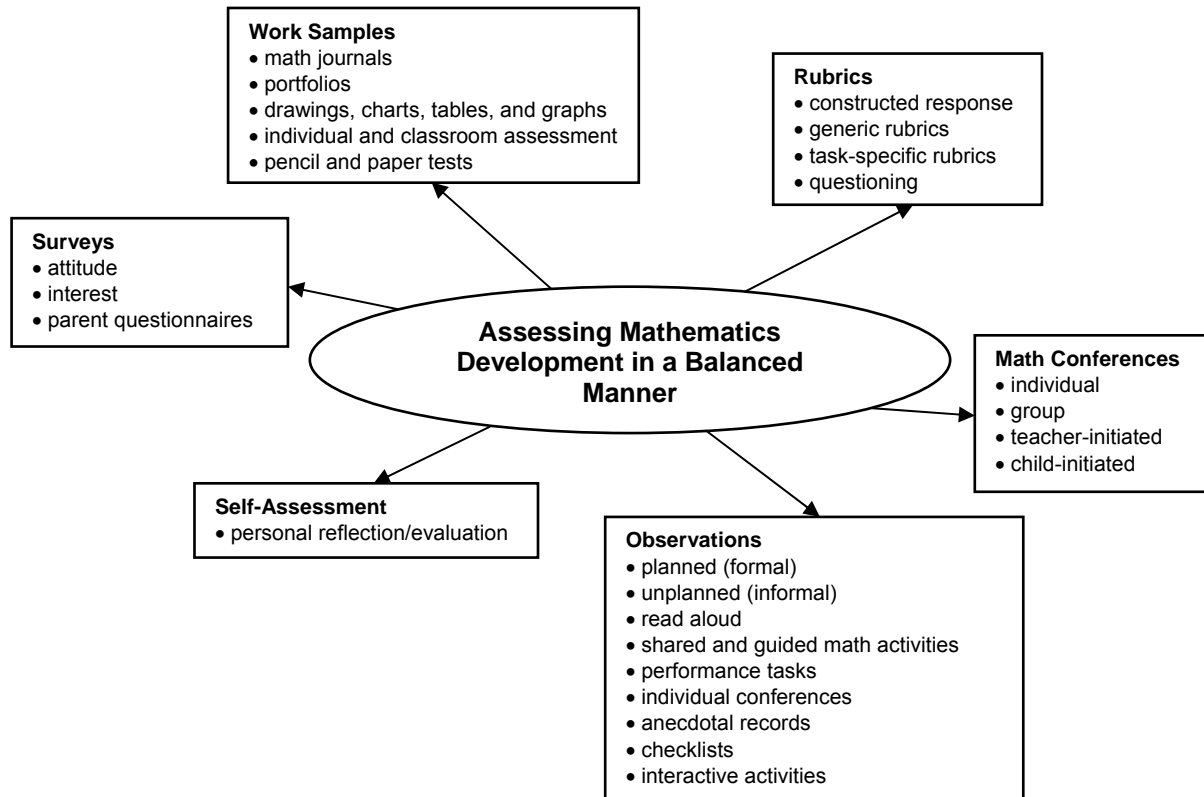 Work Samples
• math journals
• portfolios
• drawings, charts, tables, and graphs
• individual and classroom assessment
• pencil and paper tests
Rubrics
• constructed response
• generic rubrics
• task-specific rubrics
• questioning
Surveys
• attitude
• interest
• parent questionnaires
Assessing Mathematics
Development in a Balanced
Manner
Math Conferences
• individual
• group
• teacher-initiated
• child-initiated
Self-Assessment
• personal reflection/evaluation
Observations
• planned (formal)
• unplanned (informal)
• read aloud
• shared and guided math activities
• performance tasks
• individual conferences
• anecdotal records
• checklists
• interactive activities